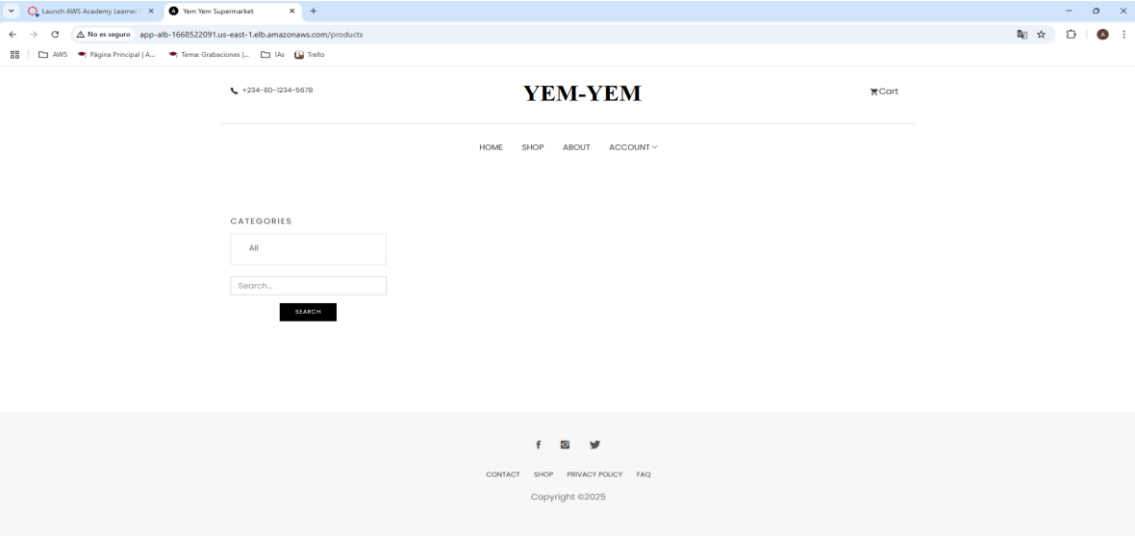 Launch AWS Academy Learner
Yem Yem Supermarket
No es seguro app-alb-1668522091.us-east-1.elb.amazonaws.com/products
AWS Página Principal | A... Tema: Grabaciones |... IAs Trello
+234-80-1234-5678
YEM-YEM
Cart
HOME SHOP ABOUT ACCOUNT
CATEGORIES
All
Search...
SEARCH
CONTACT SHOP PRIVACY POLICY FAQ
Copyright ©2025